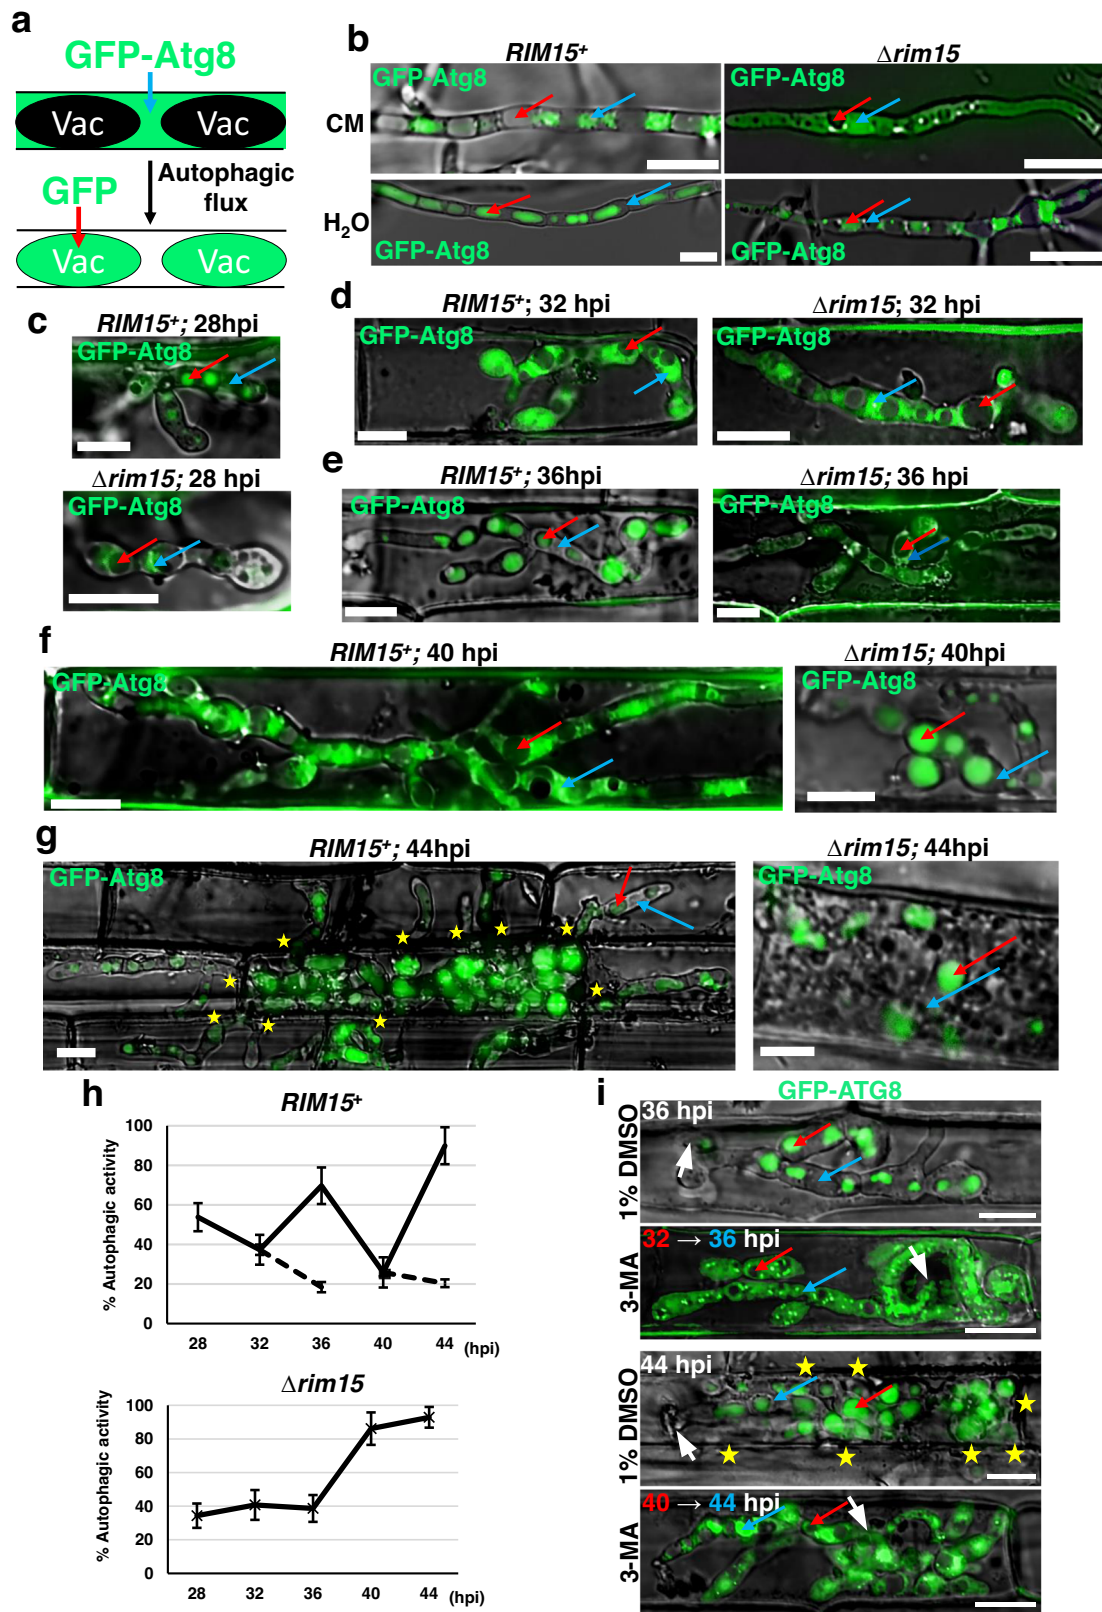 a
GFP-Atg8
Vac Vac
GFP
Autophagic
flux
Vac Vac
b
RIM15+
Δrim15
CM
GFP-Atg8
GFP-Atg8
H2O
GFP-Atg8
GFP-Atg8
c
RIM15+; 28hpi
GFP-Atg8
Δrim15; 28 hpi
GFP-Atg8
d
RIM15+; 32 hpi
GFP-Atg8
Δrim15; 32 hpi
GFP-Atg8
e
RIM15+; 36hpi
GFP-Atg8
Δrim15; 36 hpi
GFP-Atg8
f
RIM15+; 40 hpi
GFP-Atg8
Δrim15; 40hpi
GFP-Atg8
g
RIM15+; 44hpi
GFP-Atg8
Δrim15; 44hpi
GFP-Atg8
h
RIM15+
% Autophagic activity
100
80
60
40
20
0
28 32 36 40 44 (hpi)
Δrim15
% Autophagic activity
100
80
60
40
20
0
28 32 36 40 44 (hpi)
i
GFP-ATG8
1% DMSO
36 hpi
3-MA
32 → 36 hpi
1% DMSO
44 hpi
3-MA
40 → 44 hpi